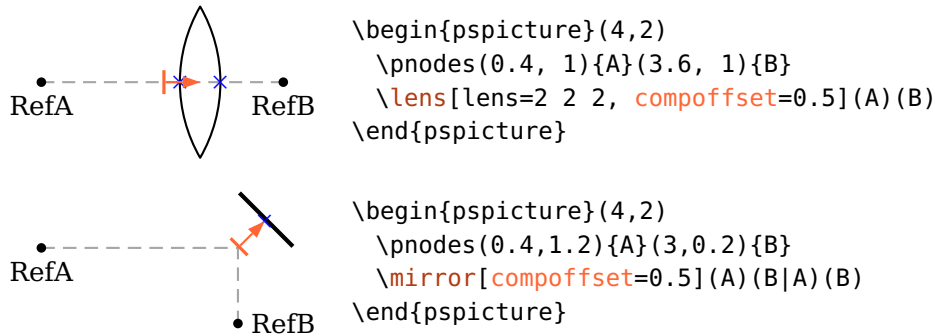 RefA
RefB
\begin{pspicture}(4,2)
  \pnodes(0.4, 1){A}(3.6, 1){B}
  \lens[lens=2 2 2, compoffset=0.5](A)(B)
\end{pspicture}
RefA
RefB
\begin{pspicture}(4,2)
  \pnodes(0.4,1.2){A}(3,0.2){B}
  \mirror[compoffset=0.5](A)(B|A)(B)
\end{pspicture}